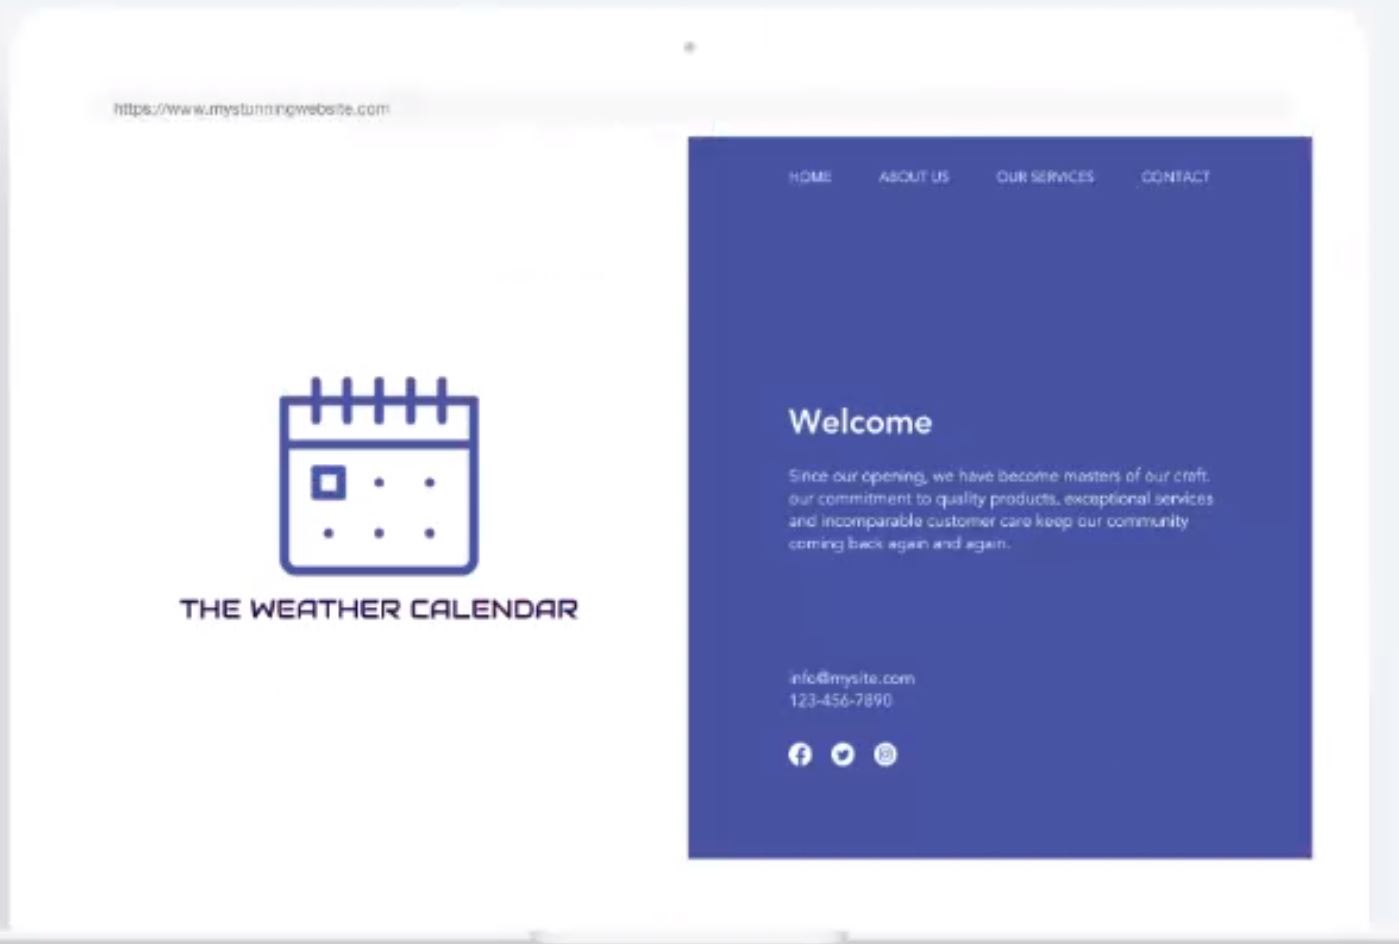 https://www.mystunningwebsite.com
HOME ABOUT US OUR SERVICES CONTACT
THE WEATHER CALENDAR
Welcome
Since our opening, we have become masters of our craft.
our commitment to quality products, exceptional services
and incomparable customer care keep our community
coming back again and again.
info@mysite.com
123-456-7890